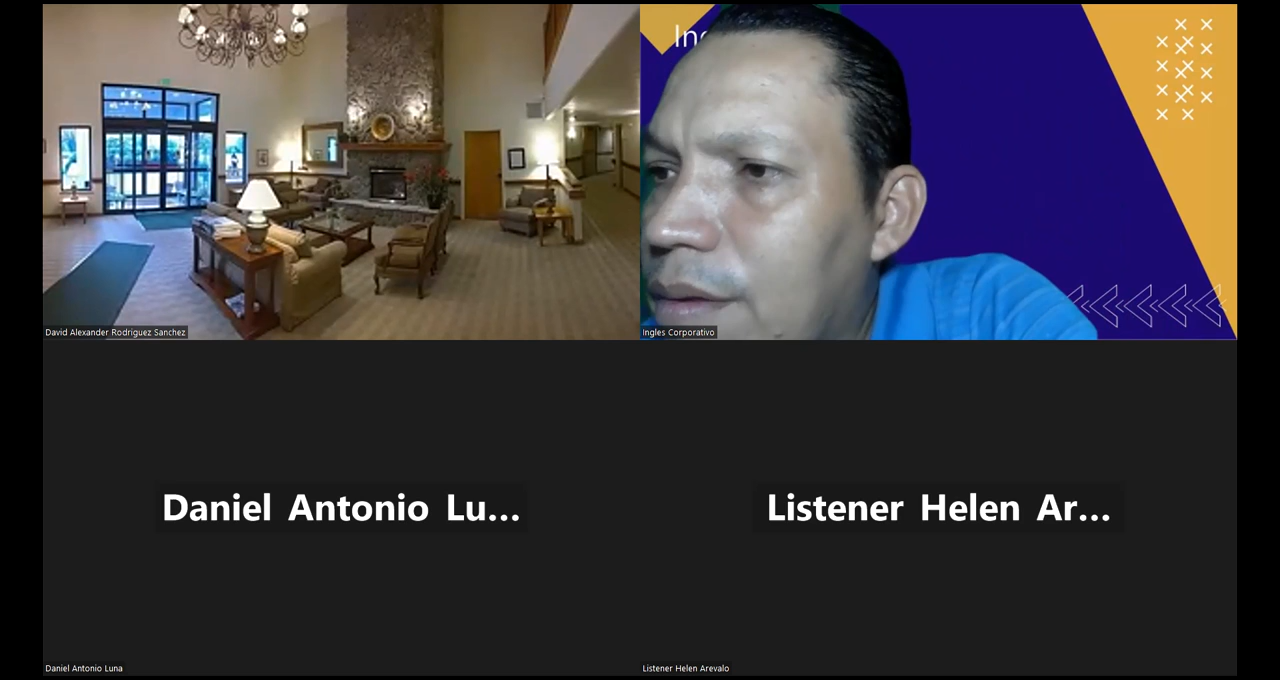 David Alexander Rodriguez Sanchez
Ingles Corporativo
Daniel Antonio Lu...
Listener Helen Ar...
Daniel Antonio Luna
Listener Helen Arevalo